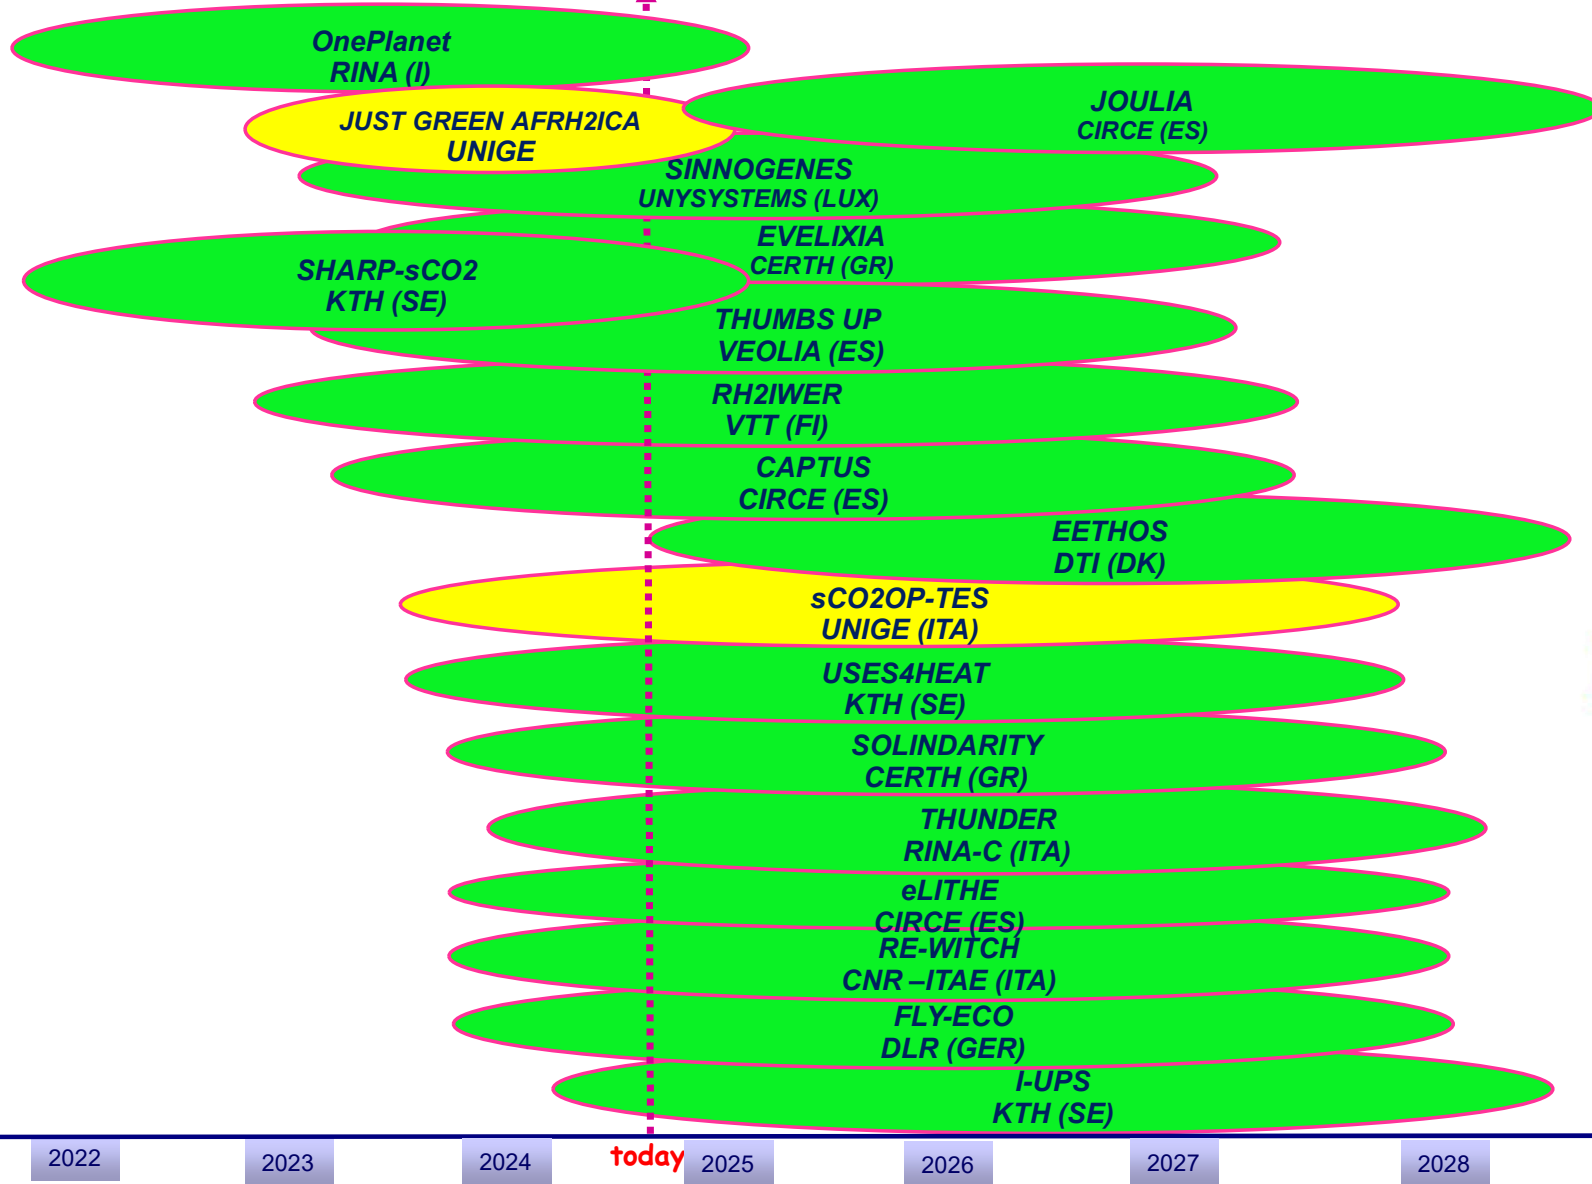 OnePlanet
RINA (I)
JUST GREEN AFRH2ICA
UNIGE
JOULIA
CIRCE (ES)
SINNOGENES
UNYSYSTEMS (LUX)
EVELIXIA
CERTH (GR)
SHARP-sCO2
KTH (SE)
THUMBS UP
VEOLIA (ES)
RH2IWER
VTT (FI)
CAPTUS
CIRCE (ES)
EETHOS
DTI (DK)
sCO2OP-TES
UNIGE (ITA)
USES4HEAT
KTH (SE)
SOLINDARITY
CERTH (GR)
THUNDER
RINA-C (ITA)
eLITHE
CIRCE (ES)
RE-WITCH
CNR –ITAE (ITA)
FLY-ECO
DLR (GER)
I-UPS
KTH (SE)
2022 2023 2024 today 2025 2026 2027 2028